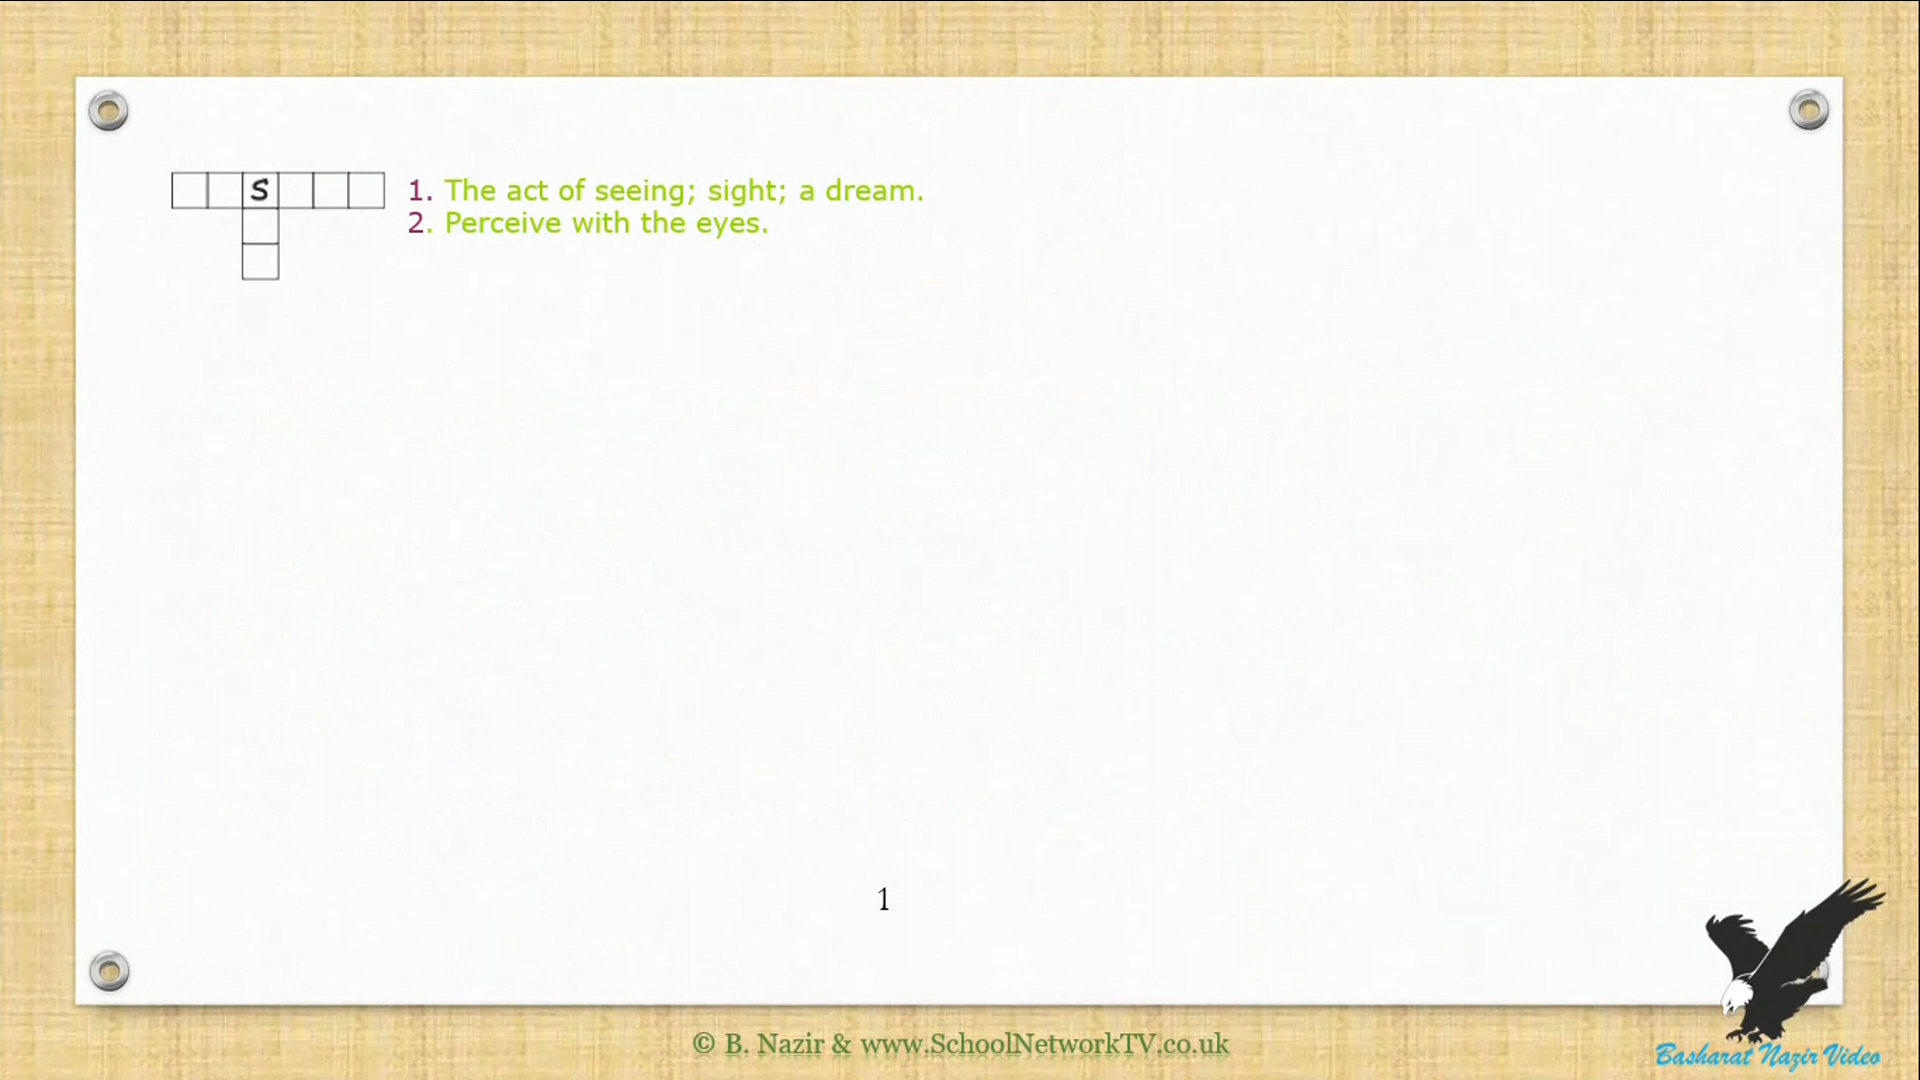 S
1. The act of seeing; sight; a dream.
2. Perceive with the eyes.
1
© B. Nazir & www.SchoolNetworkTV.co.uk
Basharat Nazir Video